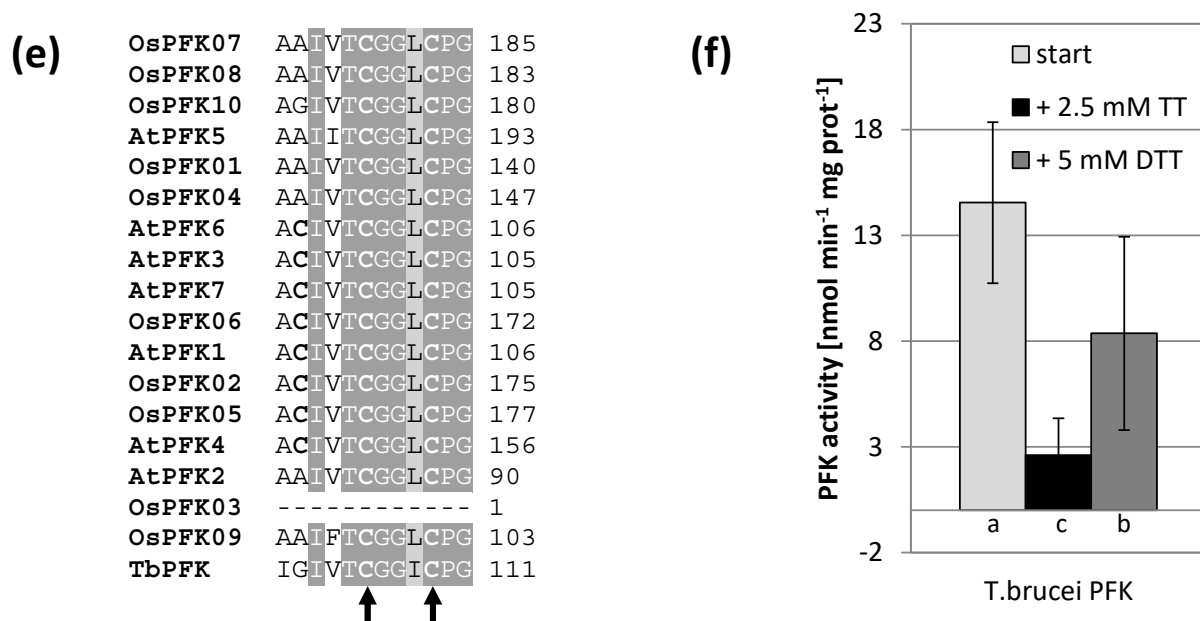 (e)
OsPFK07 AAIVTCGGLCPG 185
OsPFK08 AAIVTCGGLCPG 183
OsPFK10 AGIVTCGGLCPG 180
AtPFK5 AAIITCGGLCPG 193
OsPFK01 AAIVTCGGLCPG 140
OsPFK04 AAIVTCGGLCPG 147
AtPFK6 ACIVTCGGLCPG 106
AtPFK3 ACIVTCGGLCPG 105
AtPFK7 ACIVTCGGLCPG 105
OsPFK06 ACIVTCGGLCPG 172
AtPFK1 ACIVTCGGLCPG 106
OsPFK02 ACIVTCGGLCPG 175
OsPFK05 ACIVTCGGLCPG 177
AtPFK4 ACIVTCGGLCPG 156
AtPFK2 AAIVTCGGLCPG 90
OsPFK03 ------------ 1
OsPFK09 AAIFTCGGLCPG 103
TbPFK IGIVTCGGICPG 111
(f)
PFK activity [nmol min⁻¹ mg prot⁻¹]
23
18
13
8
3
-2
start
+ 2.5 mM TT
+ 5 mM DTT
a c b
T.brucei PFK